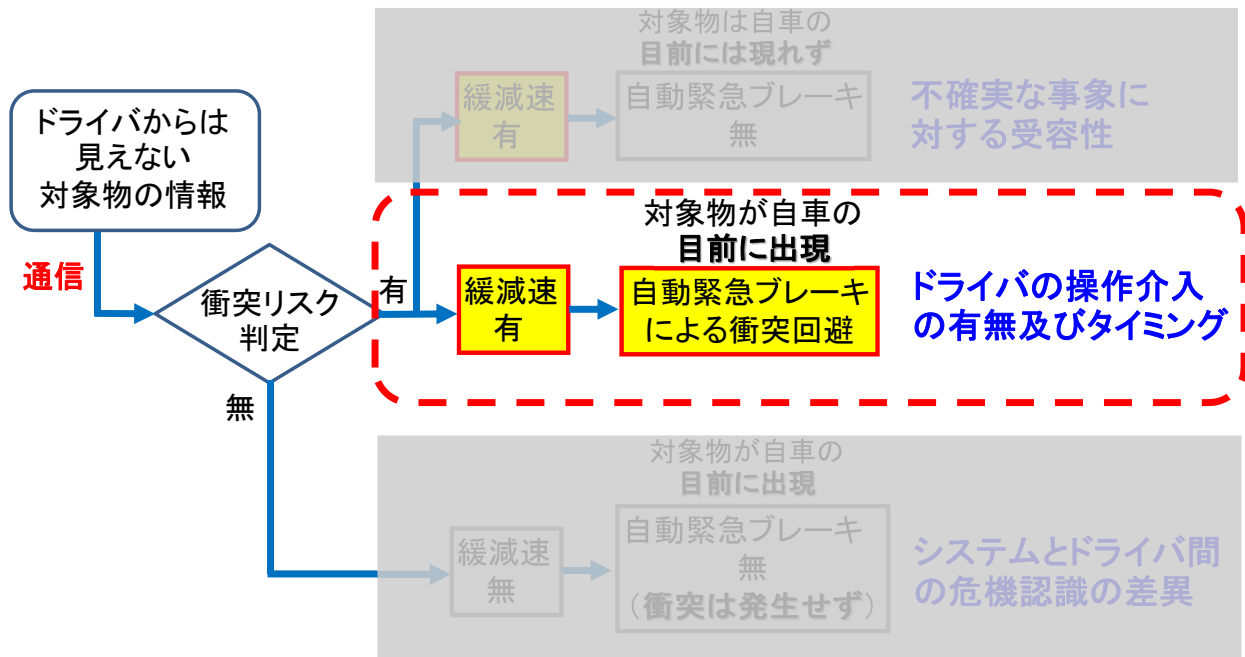 ドライバからは
見えない
対象物の情報
通信
衝突リスク
判定
有
無
対象物は自車の
目前には現れず
緩減速
有
自動緊急ブレーキ
無
不確実な事象に
対する受容性
対象物が自車の
目前に出現
緩減速
有
自動緊急ブレーキ
による衝突回避
ドライバの操作介入
の有無及びタイミング
対象物が自車の
目前に出現
緩減速
無
自動緊急ブレーキ
無
（衝突は発生せず）
システムとドライバ間
の危機認識の差異